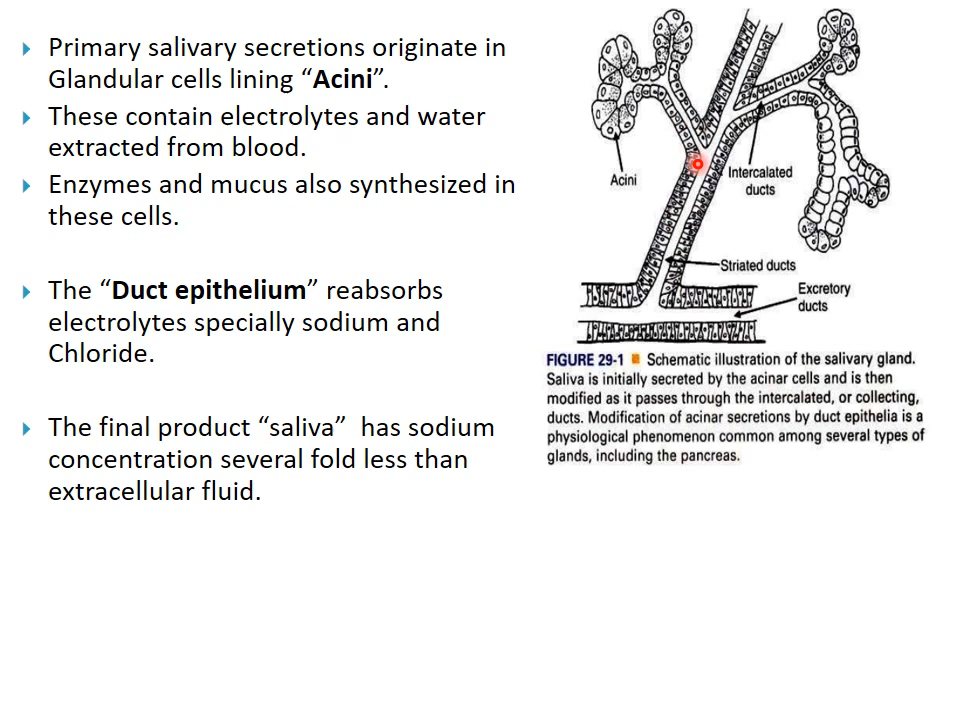 Primary salivary secretions originate in
Glandular cells lining “Acini”.
These contain electrolytes and water
extracted from blood.
Enzymes and mucus also synthesized in
these cells.
The “Duct epithelium” reabsorbs
electrolytes specially sodium and
Chloride.
The final product “saliva”  has sodium
concentration several fold less than
extracellular fluid.
Acini
Intercalated
ducts
Striated ducts
Excretory
ducts
FIGURE 29-1 Schematic illustration of the salivary gland.
Saliva is initially secreted by the acinar cells and is then
modified as it passes through the intercalated, or collecting,
ducts. Modification of acinar secretions by duct epithelia is a
physiological phenomenon common among several types of
glands, including the pancreas.